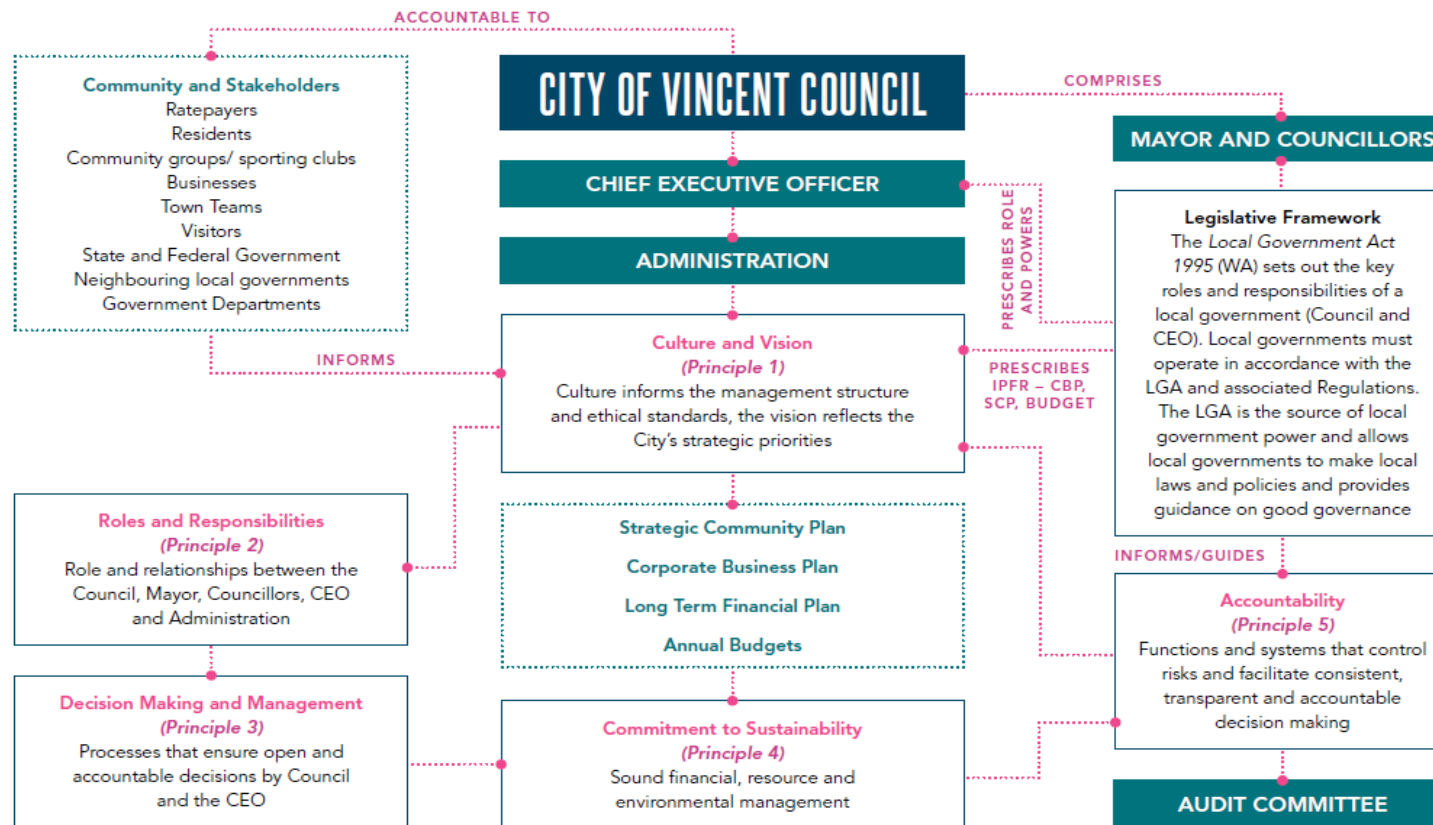 ACCOUNTABLE TO
Community and Stakeholders
Ratepayers
Residents
Community groups/ sporting clubs
Businesses
Town Teams
Visitors
State and Federal Government
Neighbouring local governments
Government Departments
CITY OF VINCENT COUNCIL
COMPRISES
MAYOR AND COUNCILLORS
CHIEF EXECUTIVE OFFICER
ADMINISTRATION
PRESCRIBES ROLE
AND POWERS
Legislative Framework
The Local Government Act
1995 (WA) sets out the key
roles and responsibilities of a
local government (Council and
CEO). Local governments must
operate in accordance with the
LGA and associated Regulations.
The LGA is the source of local
government power and allows
local governments to make local
laws and policies and provides
guidance on good governance
INFORMS
Culture and Vision
(Principle 1)
Culture informs the management structure
and ethical standards, the vision reflects the
City's strategic priorities
PRESCRIBES
IPFR – CBP,
SCP, BUDGET
Roles and Responsibilities
(Principle 2)
Role and relationships between the
Council, Mayor, Councillors, CEO
and Administration
Strategic Community Plan
Corporate Business Plan
Long Term Financial Plan
Annual Budgets
INFORMS/GUIDES
Accountability
(Principle 5)
Functions and systems that control
risks and facilitate consistent,
transparent and accountable
decision making
Decision Making and Management
(Principle 3)
Processes that ensure open and
accountable decisions by Council
and the CEO
Commitment to Sustainability
(Principle 4)
Sound financial, resource and
environmental management
AUDIT COMMITTEE